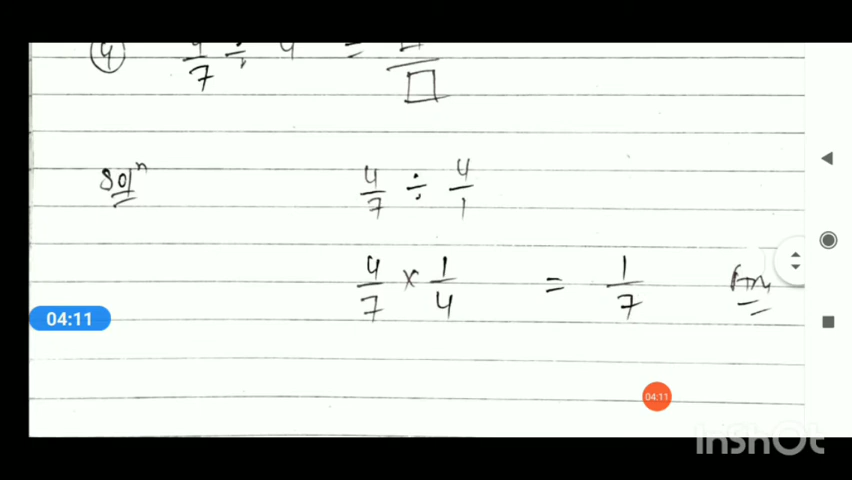 ④ 4/7 ÷ 4 = □/□
Solⁿ 4/7 ÷ 4/1
4/7 × 1/4 = 1/7 Ans
04:11
04:11
InShOt